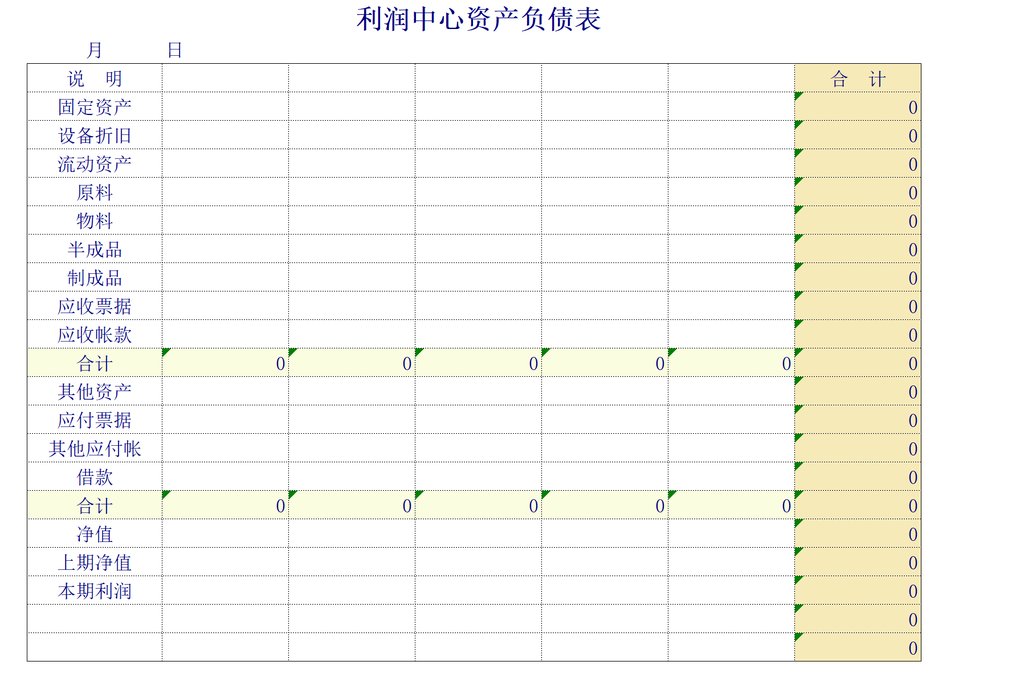 利润中心资产负债表
月 日
说 明 合 计
固定资产 0
设备折旧 0
流动资产 0
原料 0
物料 0
半成品 0
制成品 0
应收票据 0
应收帐款 0
合计 0 0 0 0 0 0
其他资产 0
应付票据 0
其他应付帐 0
借款 0
合计 0 0 0 0 0 0
净值 0
上期净值 0
本期利润 0
0
0